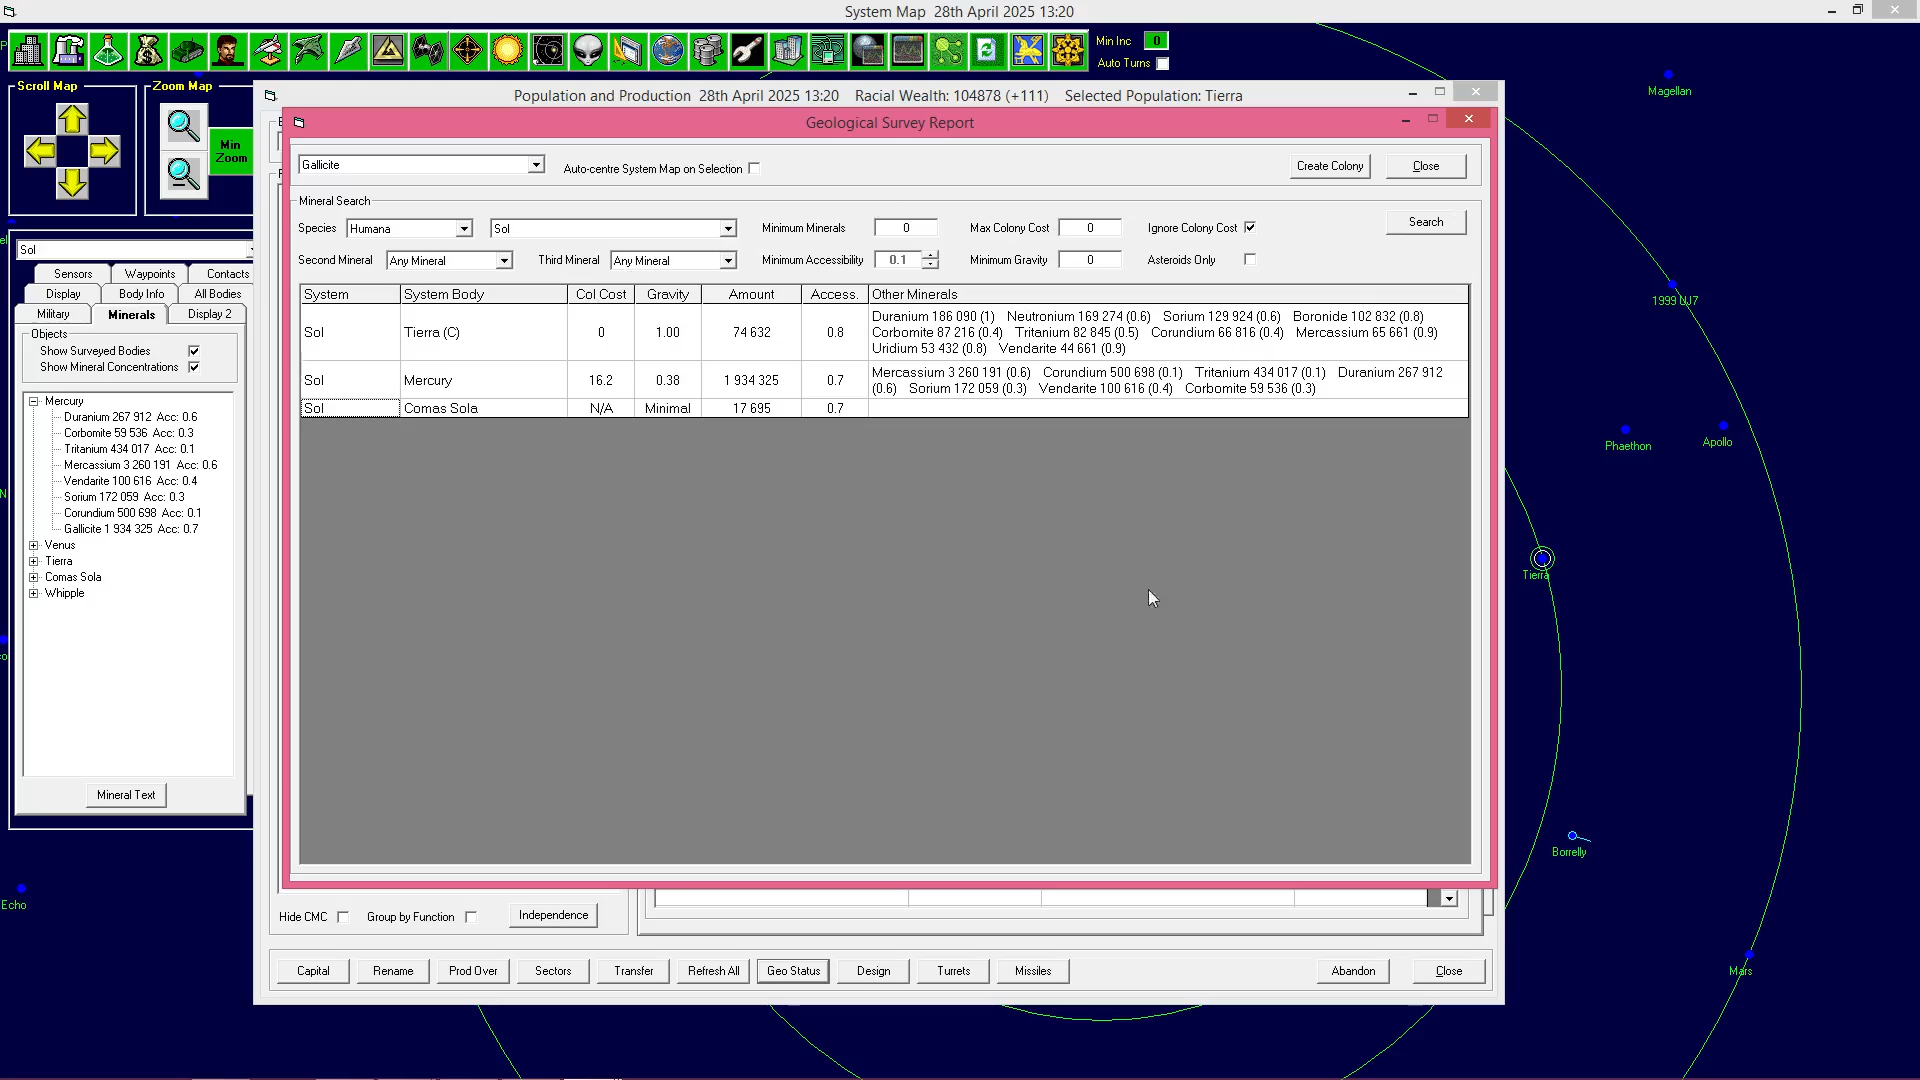 System Map  28th April 2025 13:20
Min Inc 0
Auto Turns
Scroll Map
Zoom Map
Min Zoom
Population and Production  28th April 2025 13:20    Racial Wealth: 104878 (+111)    Selected Population: Tierra
Geological Survey Report
Gallicite
Auto-centre System Map on Selection
Create Colony
Close
Mineral Search
Species Humana Sol Minimum Minerals 0 Max Colony Cost 0 Ignore Colony Cost Search
Second Mineral Any Mineral Third Mineral Any Mineral Minimum Accessibility 0.1 Minimum Gravity 0 Asteroids Only
System System Body Col Cost Gravity Amount Access. Other Minerals
Sol Tierra (C) 0 1.00 74 632 0.8
Duranium 186 090 (1) Neutronium 169 274 (0.6) Sorium 129 924 (0.6) Boronide 102 832 (0.8)
Corbomite 87 216 (0.4) Tritanium 82 845 (0.5) Corundium 66 816 (0.4) Mercassium 65 661 (0.9)
Uridium 53 432 (0.8) Vendarite 44 661 (0.9)
Sol Mercury 16.2 0.38 1 934 325 0.7
Mercassium 3 260 191 (0.6) Corundium 500 698 (0.1) Tritanium 434 017 (0.1) Duranium 267 912
(0.6) Sorium 172 059 (0.3) Vendarite 100 616 (0.4) Corbomite 59 536 (0.3)
Sol Comas Sola N/A Minimal 17 695 0.7
Sol
Sensors Waypoints Contacts
Display Body Info All Bodies
Military Minerals Display 2
Objects
Show Surveyed Bodies
Show Mineral Concentrations
Mercury
Duranium 267 912 Acc: 0.6
Corbomite 59 536 Acc: 0.3
Tritanium 434 017 Acc: 0.1
Mercassium 3 260 191 Acc: 0.6
Vendarite 100 616 Acc: 0.4
Sorium 172 059 Acc: 0.3
Corundium 500 698 Acc: 0.1
Gallicite 1 934 325 Acc: 0.7
Venus
Tierra
Comas Sola
Whipple
Mineral Text
Echo
Hide CMC
Group by Function
Independence
Capital Rename Prod Over Sectors Transfer Refresh All Geo Status Design Turrets Missiles Abandon Close
Magellan
1999 UJ7
Phaethon
Apollo
Tierra
Borrelly
Mars